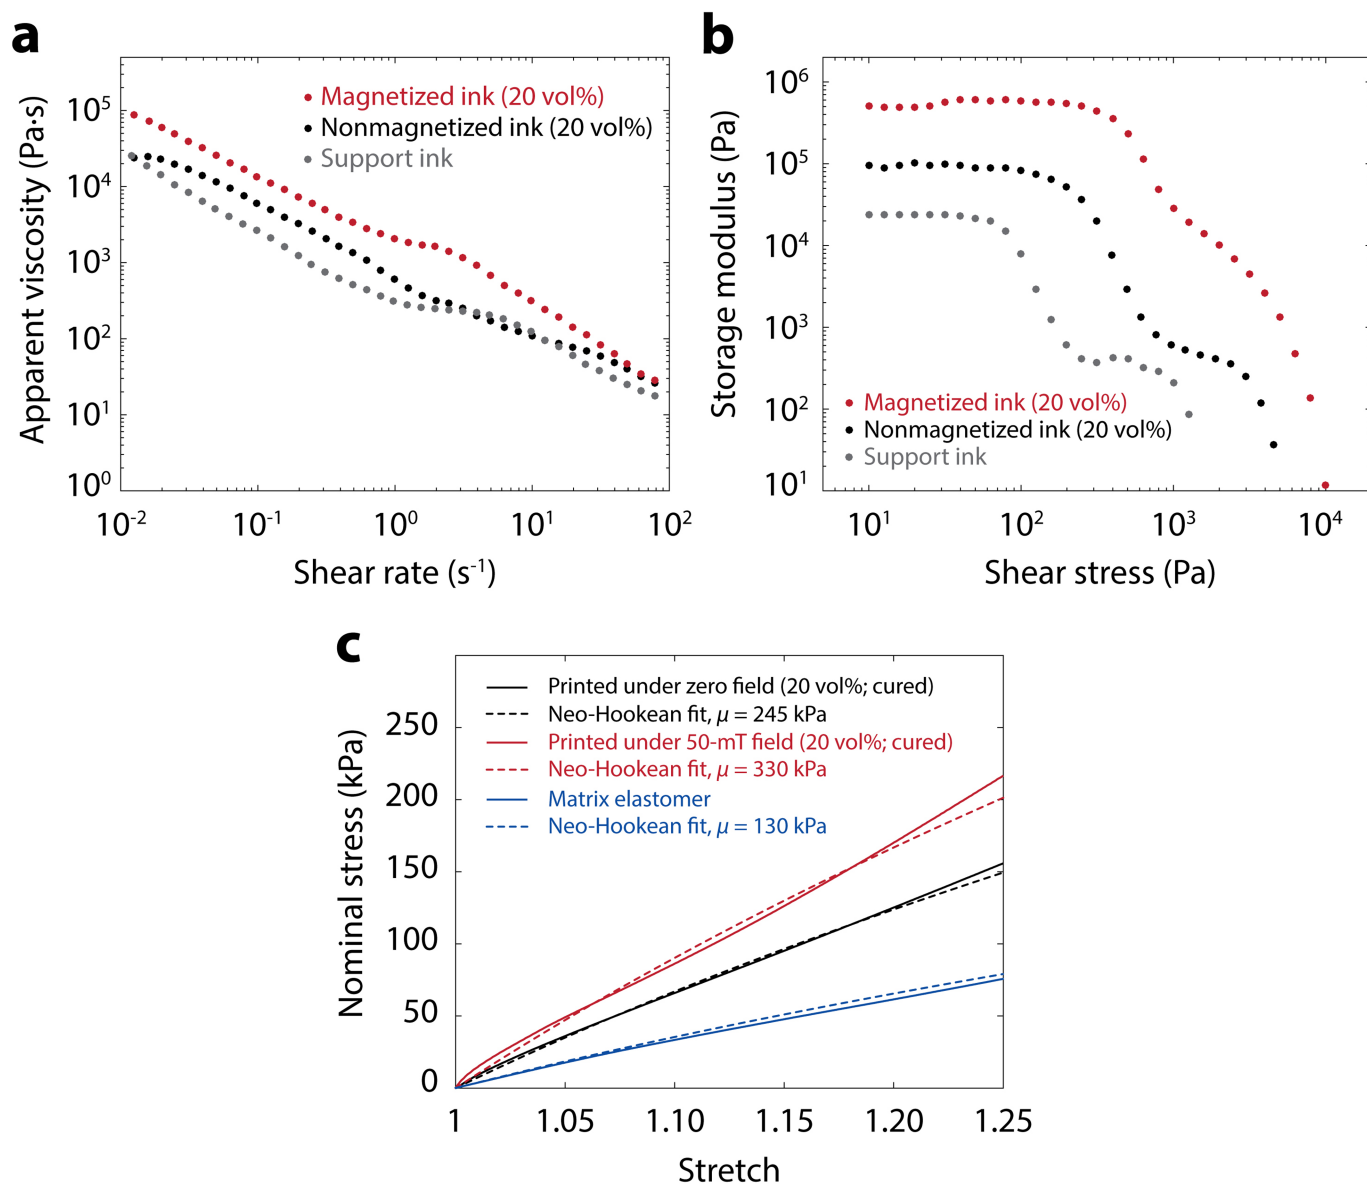 a
Apparent viscosity (Pa·s)
10⁵
10⁴
10³
10²
10¹
10⁰
Magnetized ink (20 vol%)
Nonmagnetized ink (20 vol%)
Support ink
10⁻² 10⁻¹ 10⁰ 10¹ 10²
Shear rate (s⁻¹)
b
Storage modulus (Pa)
10⁶
10⁵
10⁴
10³
10²
10¹
Magnetized ink (20 vol%)
Nonmagnetized ink (20 vol%)
Support ink
10¹ 10² 10³ 10⁴
Shear stress (Pa)
c
Nominal stress (kPa)
250
200
150
100
50
0
Printed under zero field (20 vol%; cured)
Neo-Hookean fit, μ = 245 kPa
Printed under 50-mT field (20 vol%; cured)
Neo-Hookean fit, μ = 330 kPa
Matrix elastomer
Neo-Hookean fit, μ = 130 kPa
1 1.05 1.10 1.15 1.20 1.25
Stretch